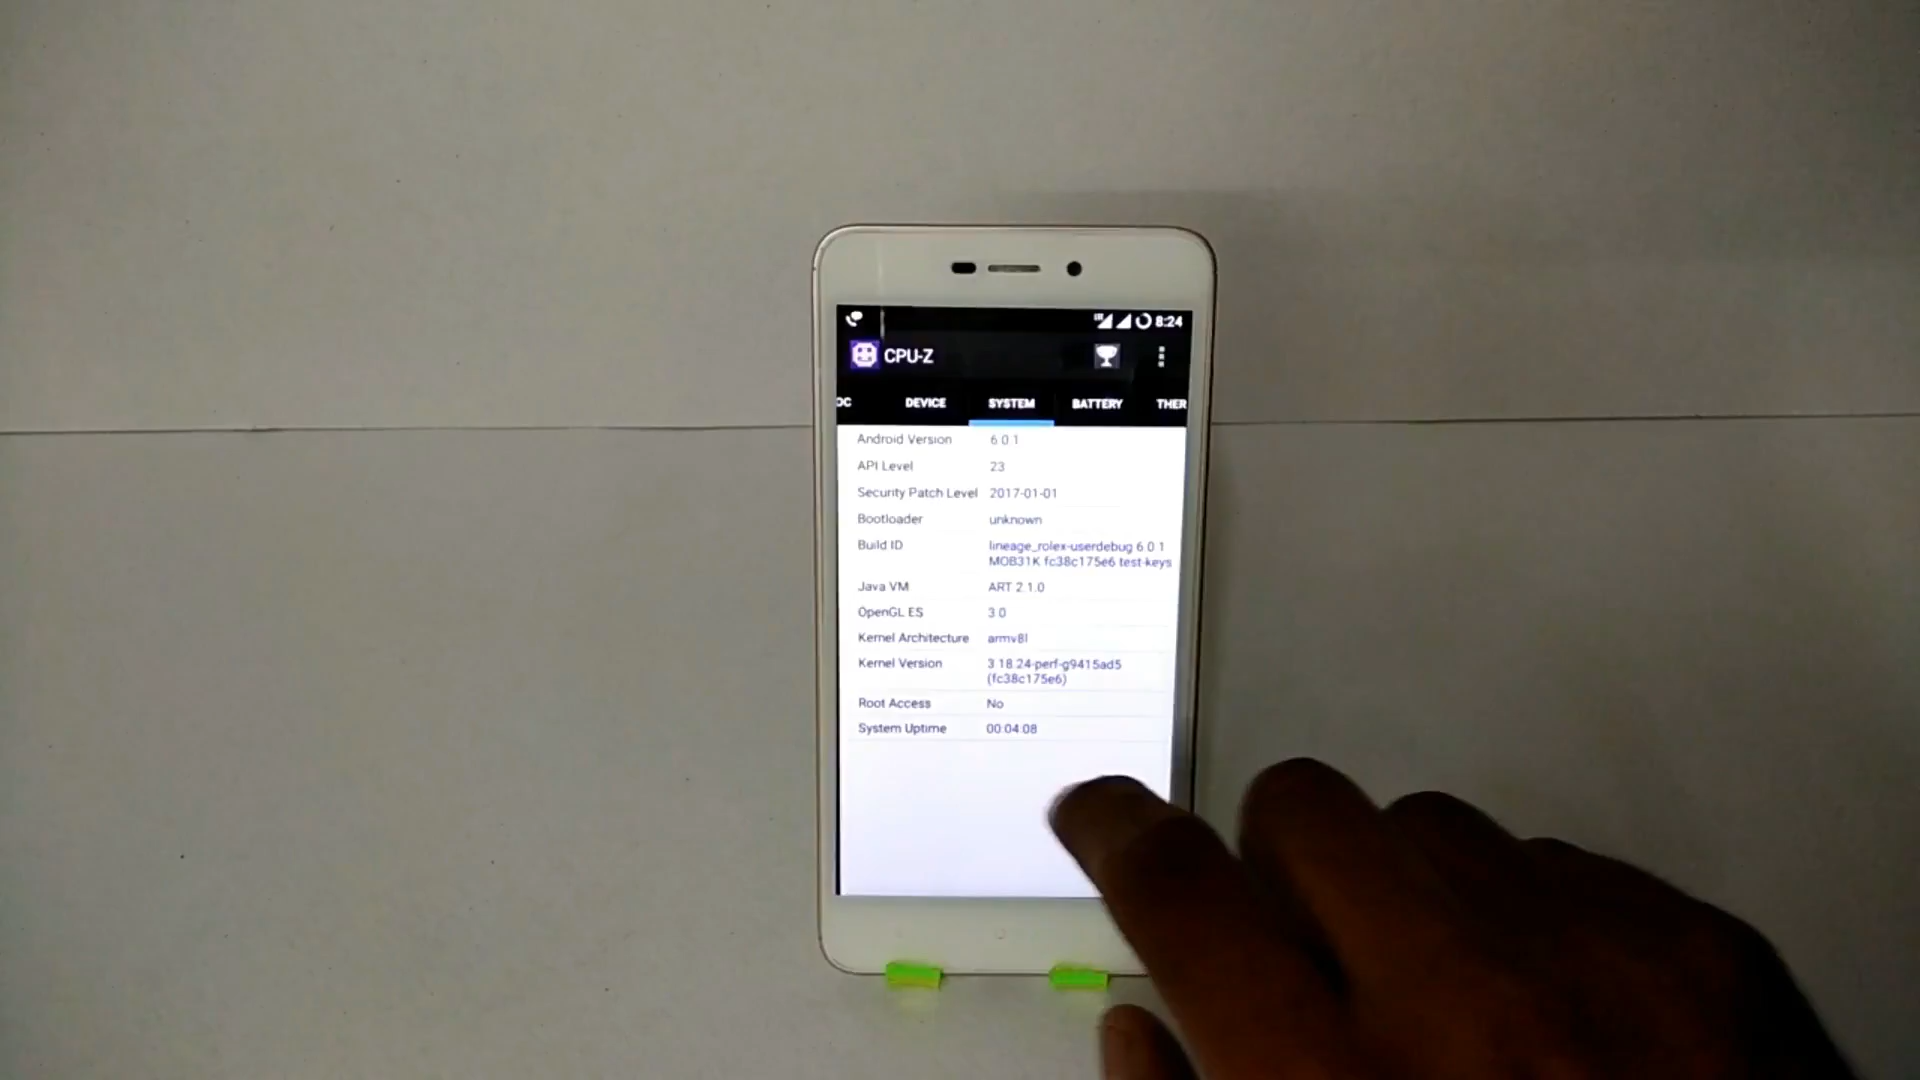 8:24
CPU-Z
OC DEVICE SYSTEM BATTERY THER
Android Version 6.0.1
API Level 23
Security Patch Level 2017-01-01
Bootloader unknown
Build ID lineage_rolex-userdebug 6.0.1
MOB31K fc38c175e6 test-keys
Java VM ART 2.1.0
OpenGL ES 3.0
Kernel Architecture armv8l
Kernel Version 3.18.24-perf-g9415ad5
(fc38c175e6)
Root Access No
System Uptime 00:04:08